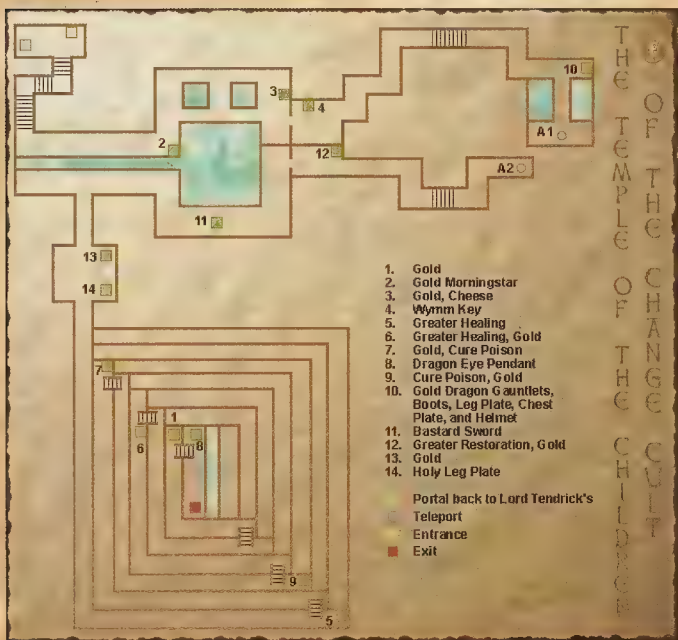 THE TEMPLE OF THE CHILDREN
OF THE CHANGE CULT
3
4
10
A1
2
12
A2
11
13
14
7
1
6
8
9
5
1. Gold
2. Gold Morningstar
3. Gold, Cheese
4. Wymm Key
5. Greater Healing
6. Greater Healing, Gold
7. Gold, Cure Poison
8. Dragon Eye Pendant
9. Cure Poison, Gold
10. Gold Dragon Gauntlets,
Boots, Leg Plate, Chest
Plate, and Helmet
11. Bastard Sword
12. Greater Restoration, Gold
13. Gold
14. Holy Leg Plate
Portal back to Lord Tendrick's
Teleport
Entrance
Exit